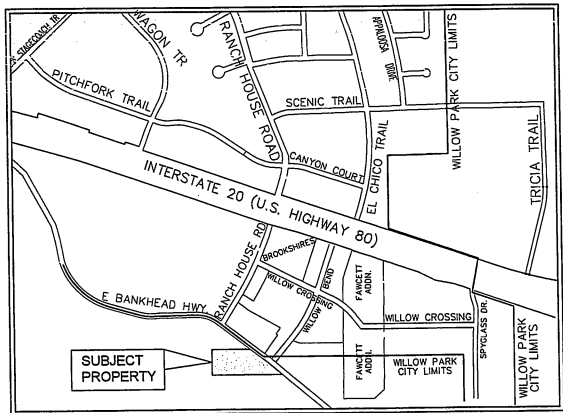 STAGECOACH TR
WAGON TR
PITCHFORK TRAIL
RANCH HOUSE ROAD
APPALOOSA DRIVE
WILLOW PARK CITY LIMITS
SCENIC TRAIL
CANYON COURT
EL CHICO TRAIL
TRICIA TRAIL
INTERSTATE 20 (U.S. HIGHWAY 80)
RANCH HOUSE RD
BROOKSHIRES
WILLOW CROSSING
WILLOW BEND
FAWCETT
ADDN.
E BANKHEAD HWY.
WILLOW CROSSING
SPYGLASS DR.
WILLOW PARK
CITY LIMITS
SUBJECT
PROPERTY
FAWCETT
ADDN.
WILLOW PARK
CITY LIMITS